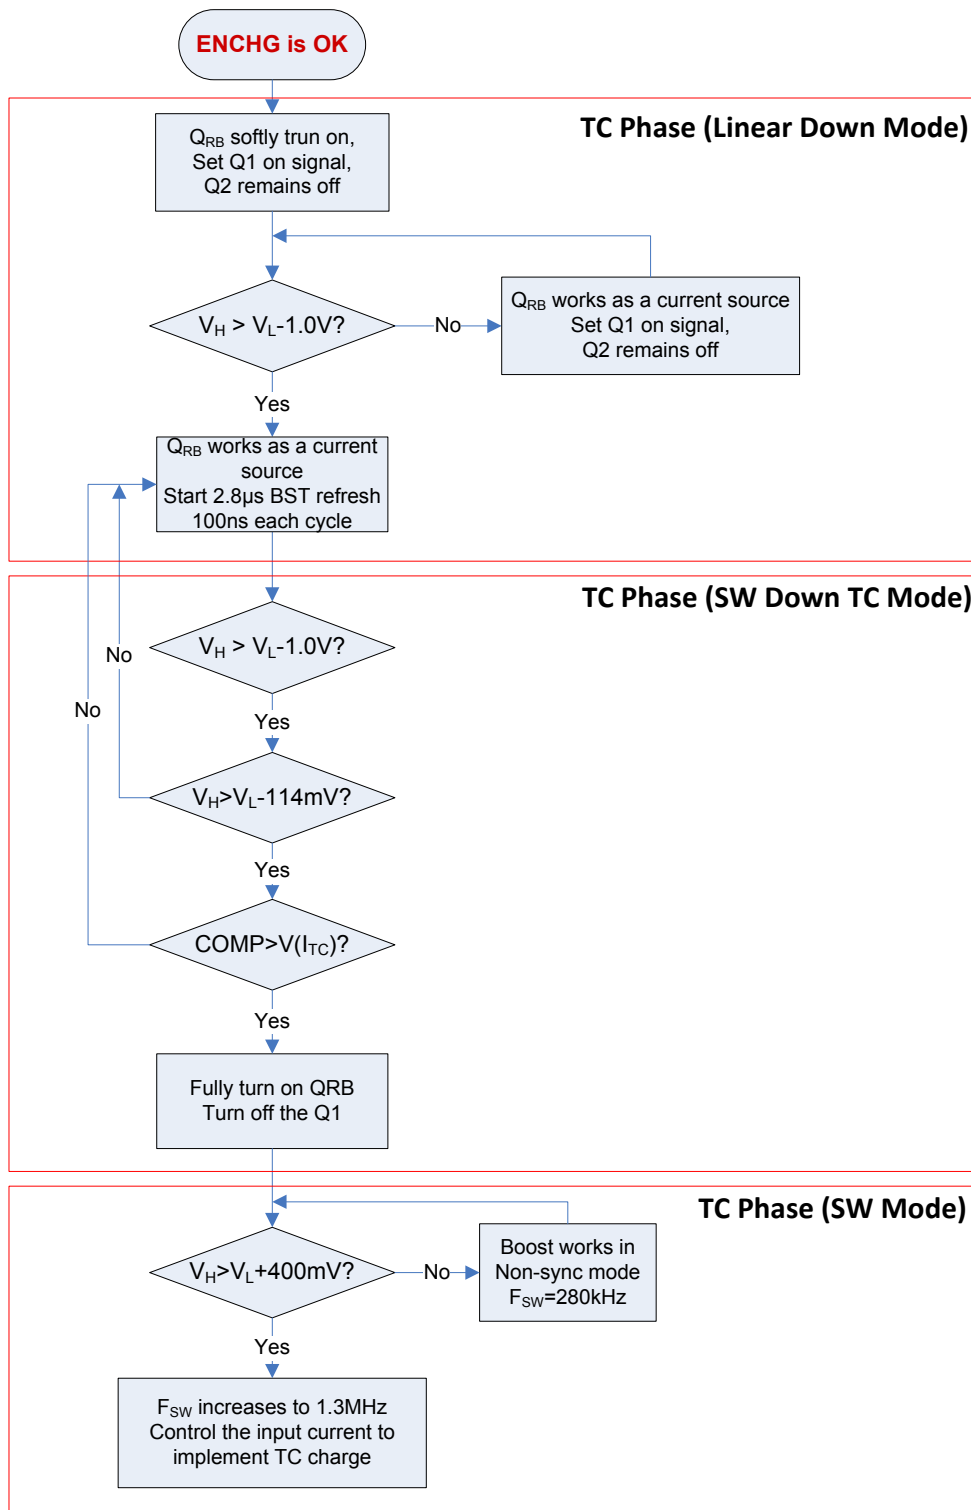 ENCHG is OK
TC Phase (Linear Down Mode)
QRB softly trun on,
Set Q1 on signal,
Q2 remains off
VH > VL-1.0V?
No
QRB works as a current source
Set Q1 on signal,
Q2 remains off
Yes
QRB works as a current
source
Start 2.8µs BST refresh
100ns each cycle
TC Phase (SW Down TC Mode)
VH > VL-1.0V?
No
No
Yes
VH>VL-114mV?
Yes
COMP>V(ITC)?
Yes
Fully turn on QRB
Turn off the Q1
TC Phase (SW Mode)
VH>VL+400mV?
No
Boost works in
Non-sync mode
FSW=280kHz
Yes
FSW increases to 1.3MHz
Control the input current to
implement TC charge